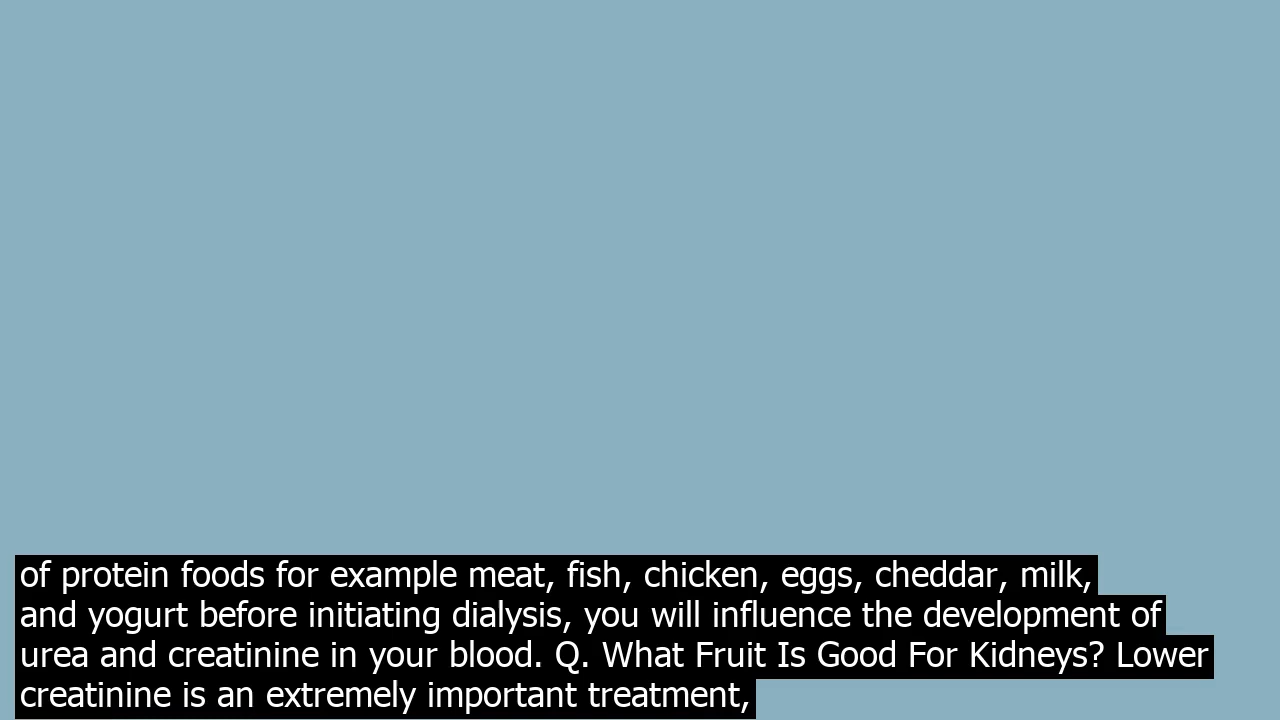 of protein foods for example meat, fish, chicken, eggs, cheddar, milk,
and yogurt before initiating dialysis, you will influence the development of
urea and creatinine in your blood. Q. What Fruit Is Good For Kidneys? Lower
creatinine is an extremely important treatment,